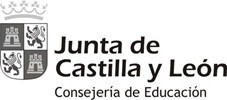 Junta de
Castilla y León
Consejería de Educación